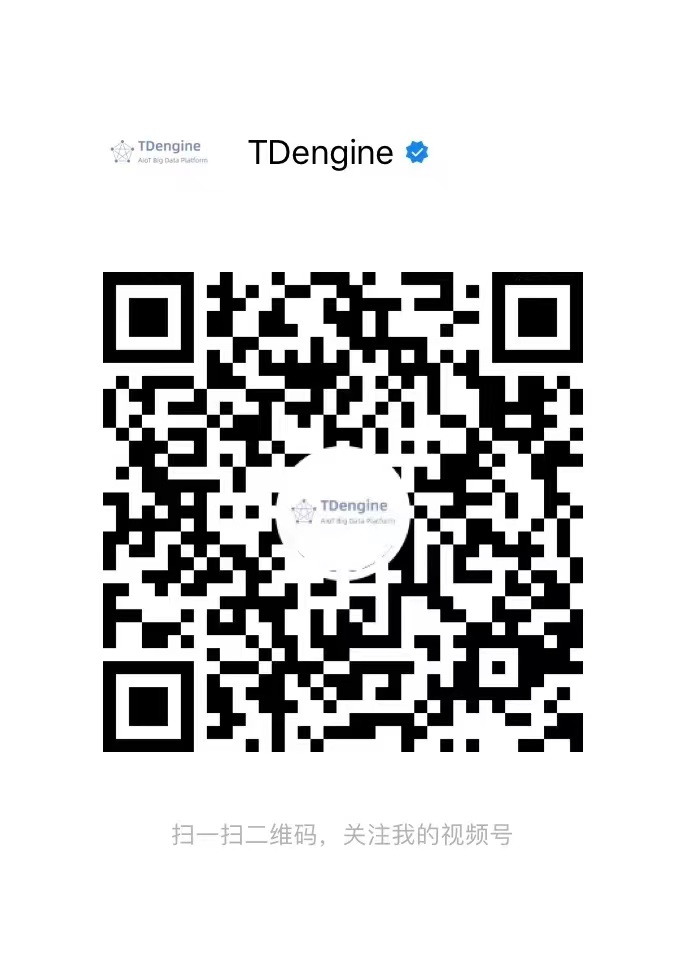 TDengine
AIoT Big Data Platform
TDengine
TDengine
AIoT Big Data Platform
扫一扫二维码，关注我的视频号